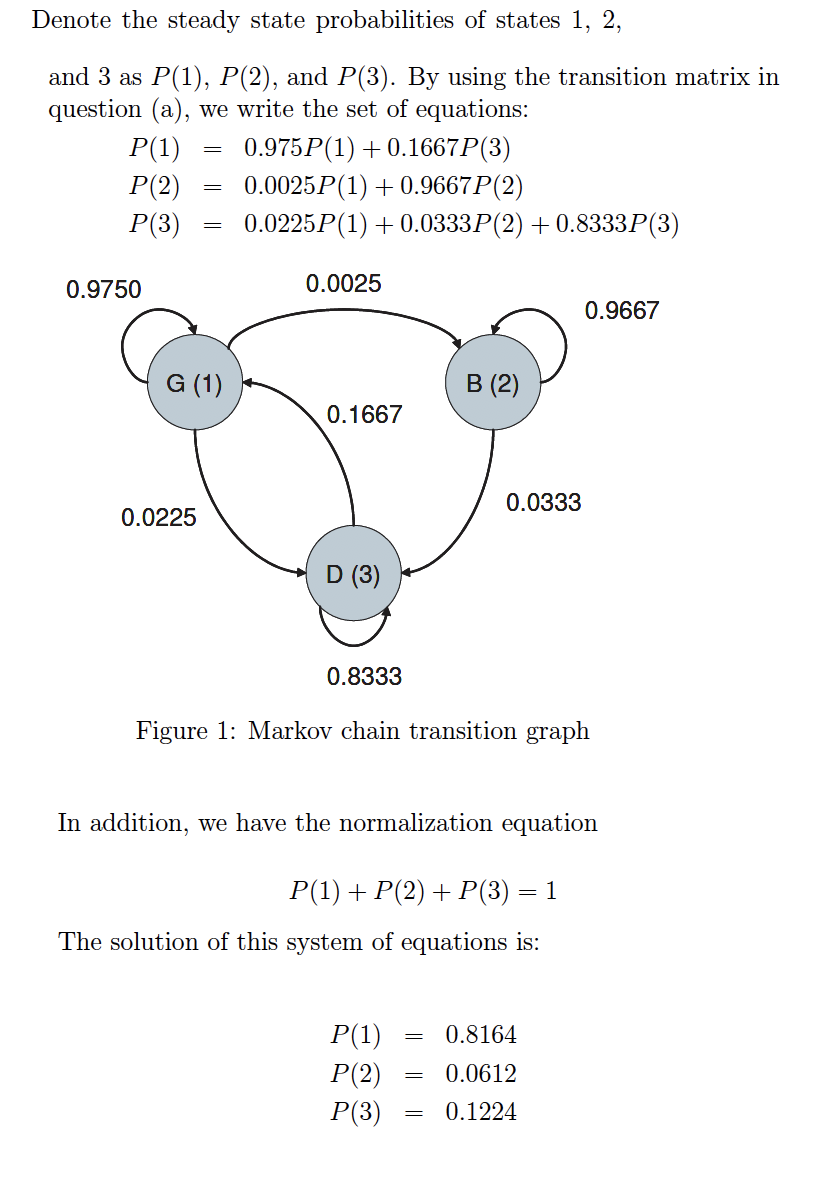 Denote the steady state probabilities of states 1, 2,
and 3 as P(1), P(2), and P(3). By using the transition matrix in
question (a), we write the set of equations:
P(1) = 0.975P(1) + 0.1667P(3)
P(2) = 0.0025P(1) + 0.9667P(2)
P(3) = 0.0225P(1) + 0.0333P(2) + 0.8333P(3)
0.9750
0.0025
0.9667
G (1)
B (2)
0.1667
0.0225
0.0333
D (3)
0.8333
Figure 1: Markov chain transition graph
In addition, we have the normalization equation
P(1) + P(2) + P(3) = 1
The solution of this system of equations is:
P(1) = 0.8164
P(2) = 0.0612
P(3) = 0.1224